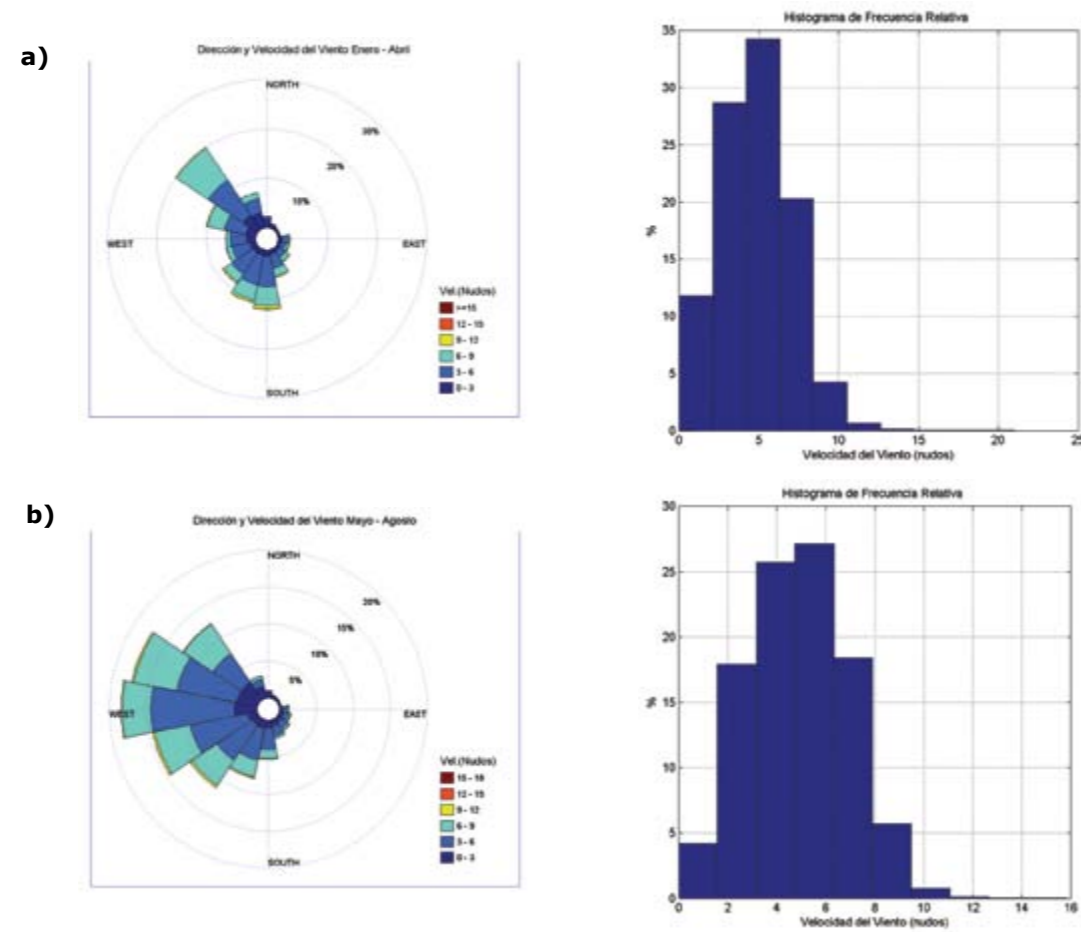 a)
Dirección y Velocidad del Viento Enero - Abril
NORTH
30%
20%
10%
WEST
EAST
SOUTH
Vel.(Nudos)
>=15
12 - 15
9 - 12
6 - 9
3 - 6
0 - 3
Histograma de Frecuencia Relativa
35
30
25
20
15
10
5
0
%
0 5 10 15 20 25
Velocidad del Viento (nudos)
b)
Dirección y Velocidad del Viento Mayo - Agosto
NORTH
20%
15%
10%
5%
WEST
EAST
SOUTH
Vel.(Nudos)
15 - 18
12 - 15
9 - 12
6 - 9
3 - 6
0 - 3
Histograma de Frecuencia Relativa
30
25
20
15
10
5
0
%
0 2 4 6 8 10 12 14 16
Velocidad del Viento (nudos)